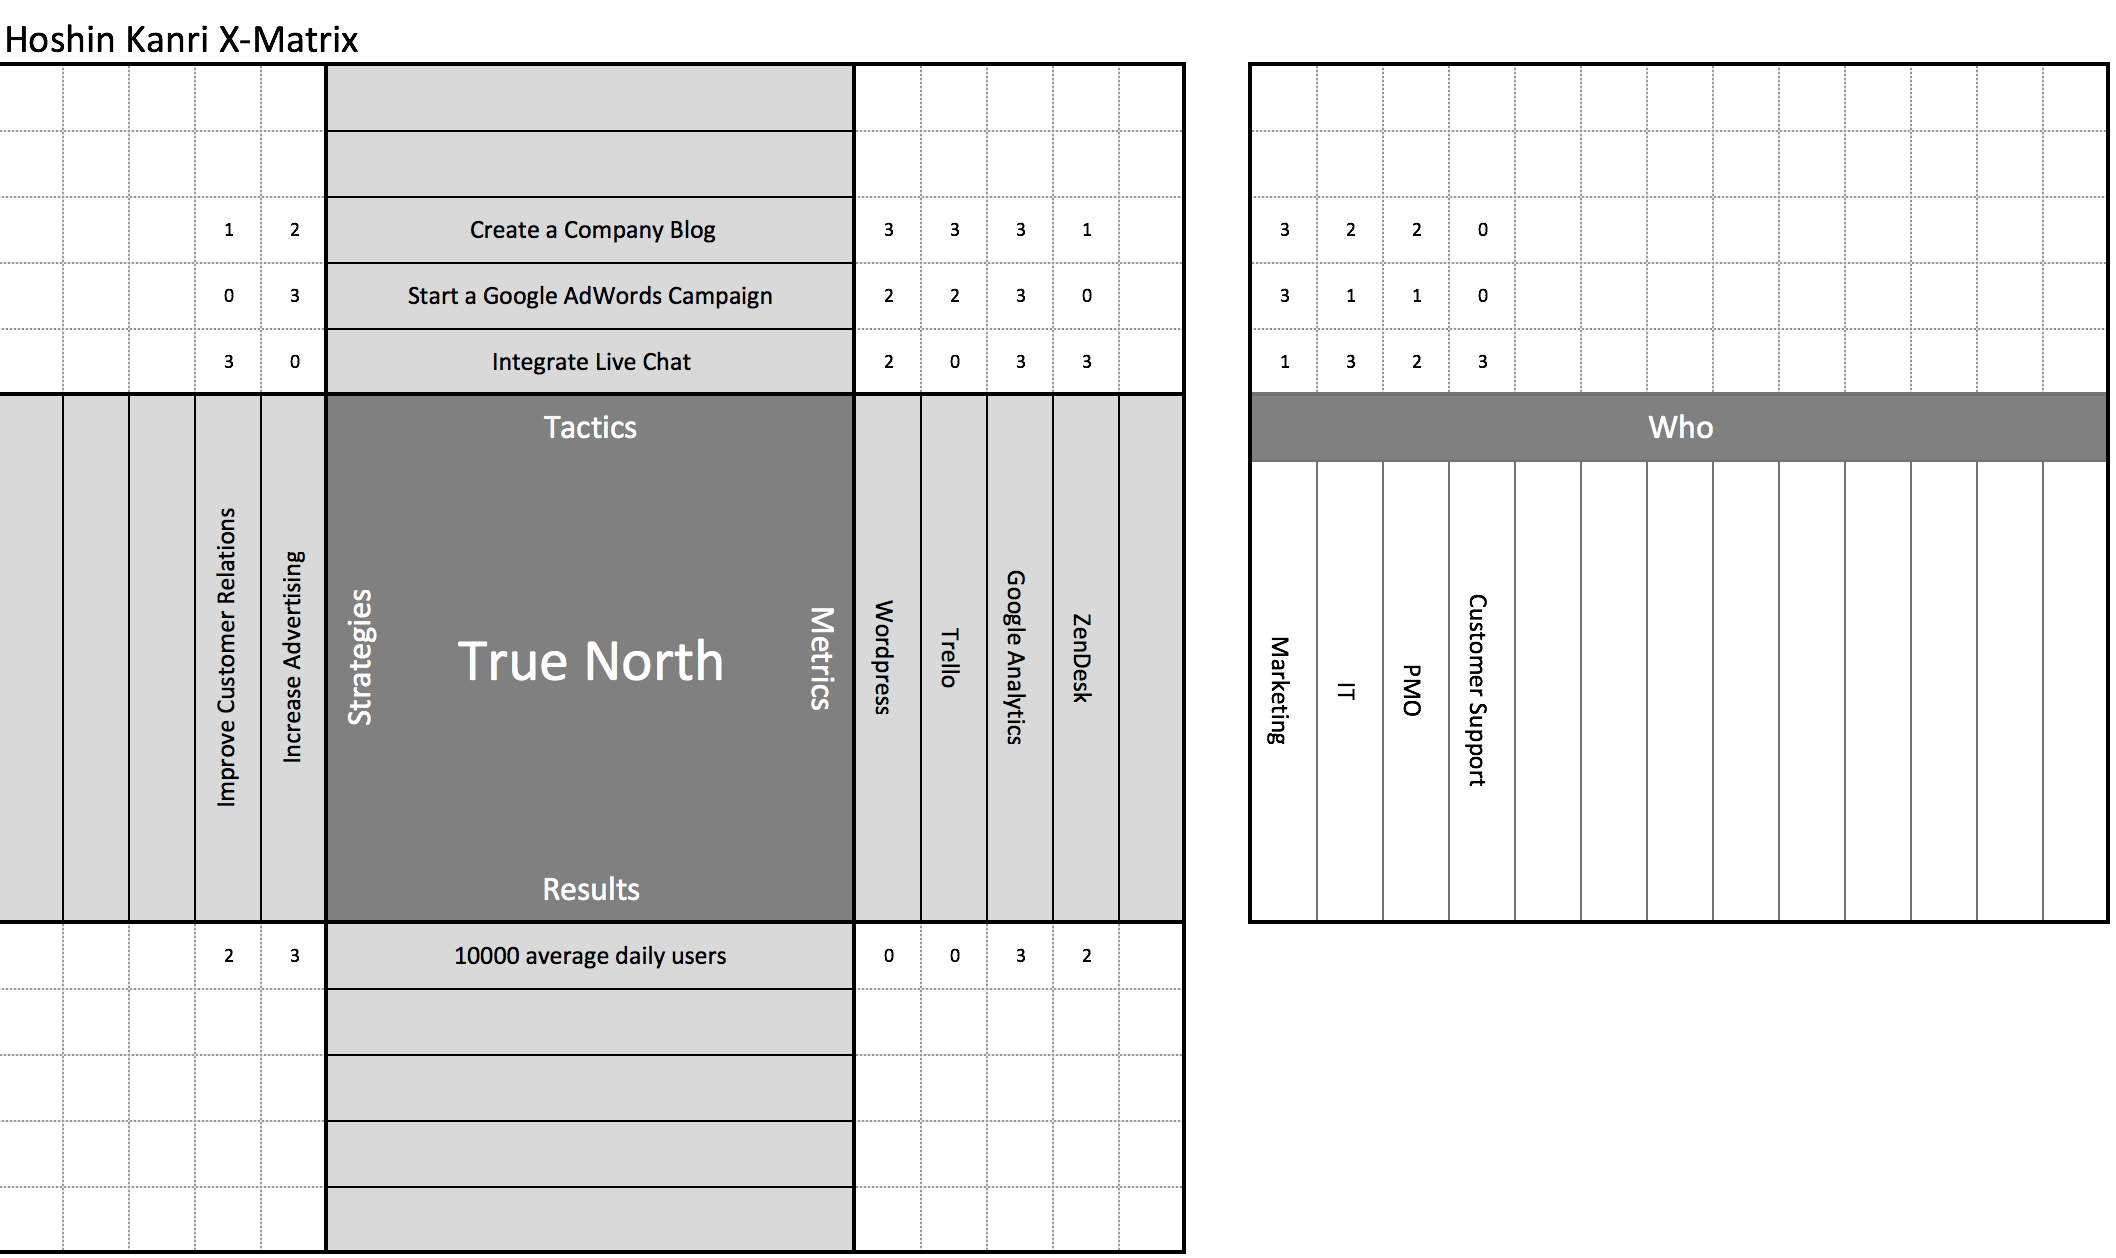 Hoshin Kanri X-Matrix
1 2 Create a Company Blog 3 3 3 1 3 2 2 0
0 3 Start a Google AdWords Campaign 2 2 3 0 3 1 1 0
3 0 Integrate Live Chat 2 0 3 3 1 3 2 3
Tactics
Who
Improve Customer Relations
Increase Advertising
Strategies
True North
Metrics
Wordpress
Trello
Google Analytics
ZenDesk
Marketing
IT
PMO
Customer Support
Results
2 3 10000 average daily users 0 0 3 2